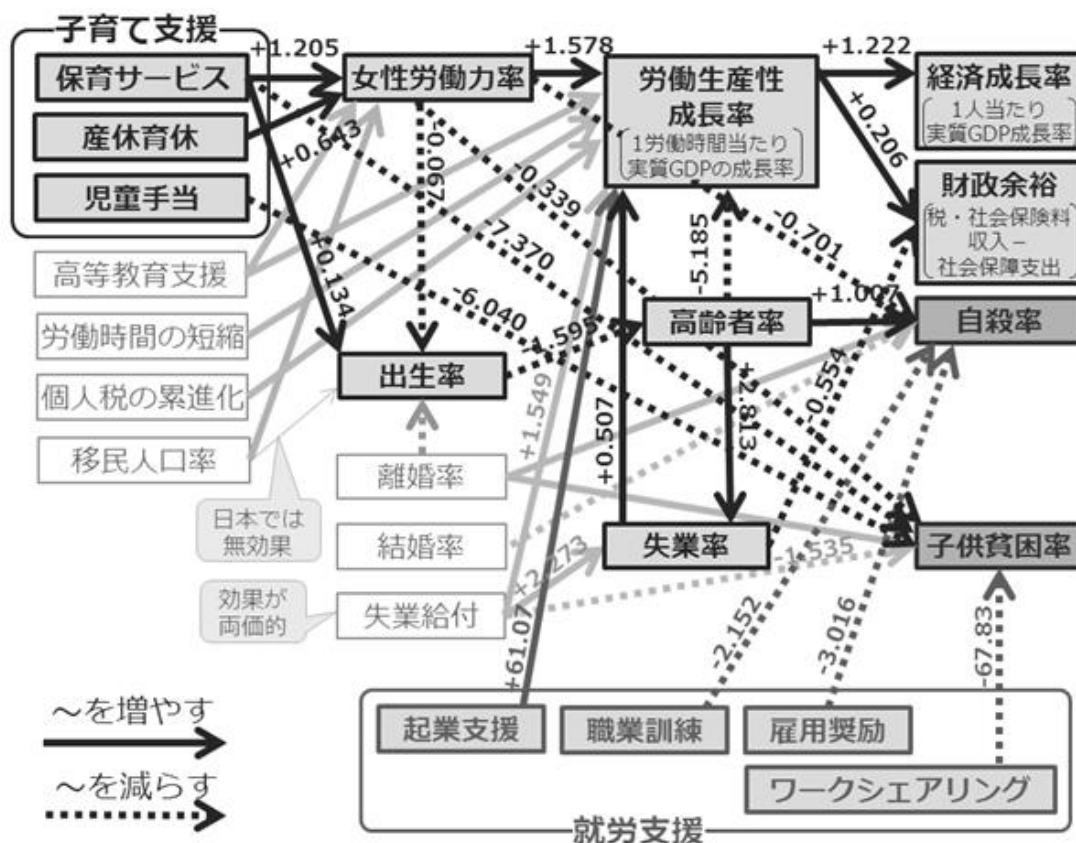 子育て支援
保育サービス
産休育休
児童手当
高等教育支援
労働時間の短縮
個人税の累進化
移民人口率
日本では
無効果
効果が
両価的
+1.205
女性労働力率
+1.578
労働生産性
成長率
1労働時間当たり
実質GDPの成長率
+1.222
経済成長率
1人当たり
実質GDP成長率
+0.206
財政余裕
税・社会保険料
収入−
社会保障支出
+0.643
-0.097
-0.339
-7.370
-0.701
-5.185
+0.134
-6.040
-1.595
高齢者率
+1.007
自殺率
出生率
+1.549
+0.507
+2.813
-0.554
離婚率
結婚率
失業給付
+2.273
失業率
-1.535
子供貧困率
+61.07
-2.152
-3.016
-67.83
起業支援
職業訓練
雇用奨励
ワークシェアリング
就労支援
～を増やす
～を減らす